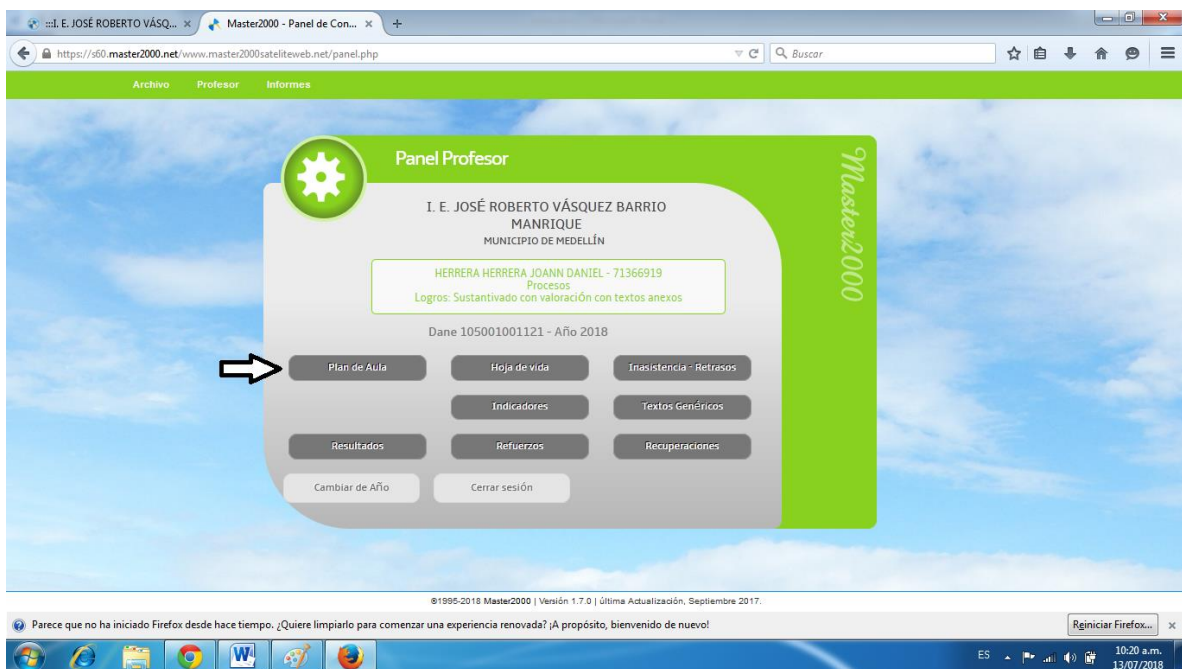 :::I. E. JOSÉ ROBERTO VÁSQ...
Master2000 - Panel de Con...
https://s60.master2000.net/www.master2000sateliteweb.net/panel.php
Buscar
Archivo Profesor Informes
Panel Profesor
Master2000
I. E. JOSÉ ROBERTO VÁSQUEZ BARRIO
MANRIQUE
MUNICIPIO DE MEDELLÍN
HERRERA HERRERA JOANN DANIEL - 71366919
Procesos
Logros: Sustantivado con valoración con textos anexos
Dane 105001001121 - Año 2018
Plan de Aula Hoja de vida Inasistencia - Retrasos
Indicadores Textos Genéricos
Resultados Refuerzos Recuperaciones
Cambiar de Año Cerrar sesión
©1995-2018 Master2000 | Versión 1.7.0 | última Actualización, Septiembre 2017.
Parece que no ha iniciado Firefox desde hace tiempo. ¿Quiere limpiarlo para comenzar una experiencia renovada? ¡A propósito, bienvenido de nuevo!
Reiniciar Firefox...
ES
10:20 a.m.
13/07/2018